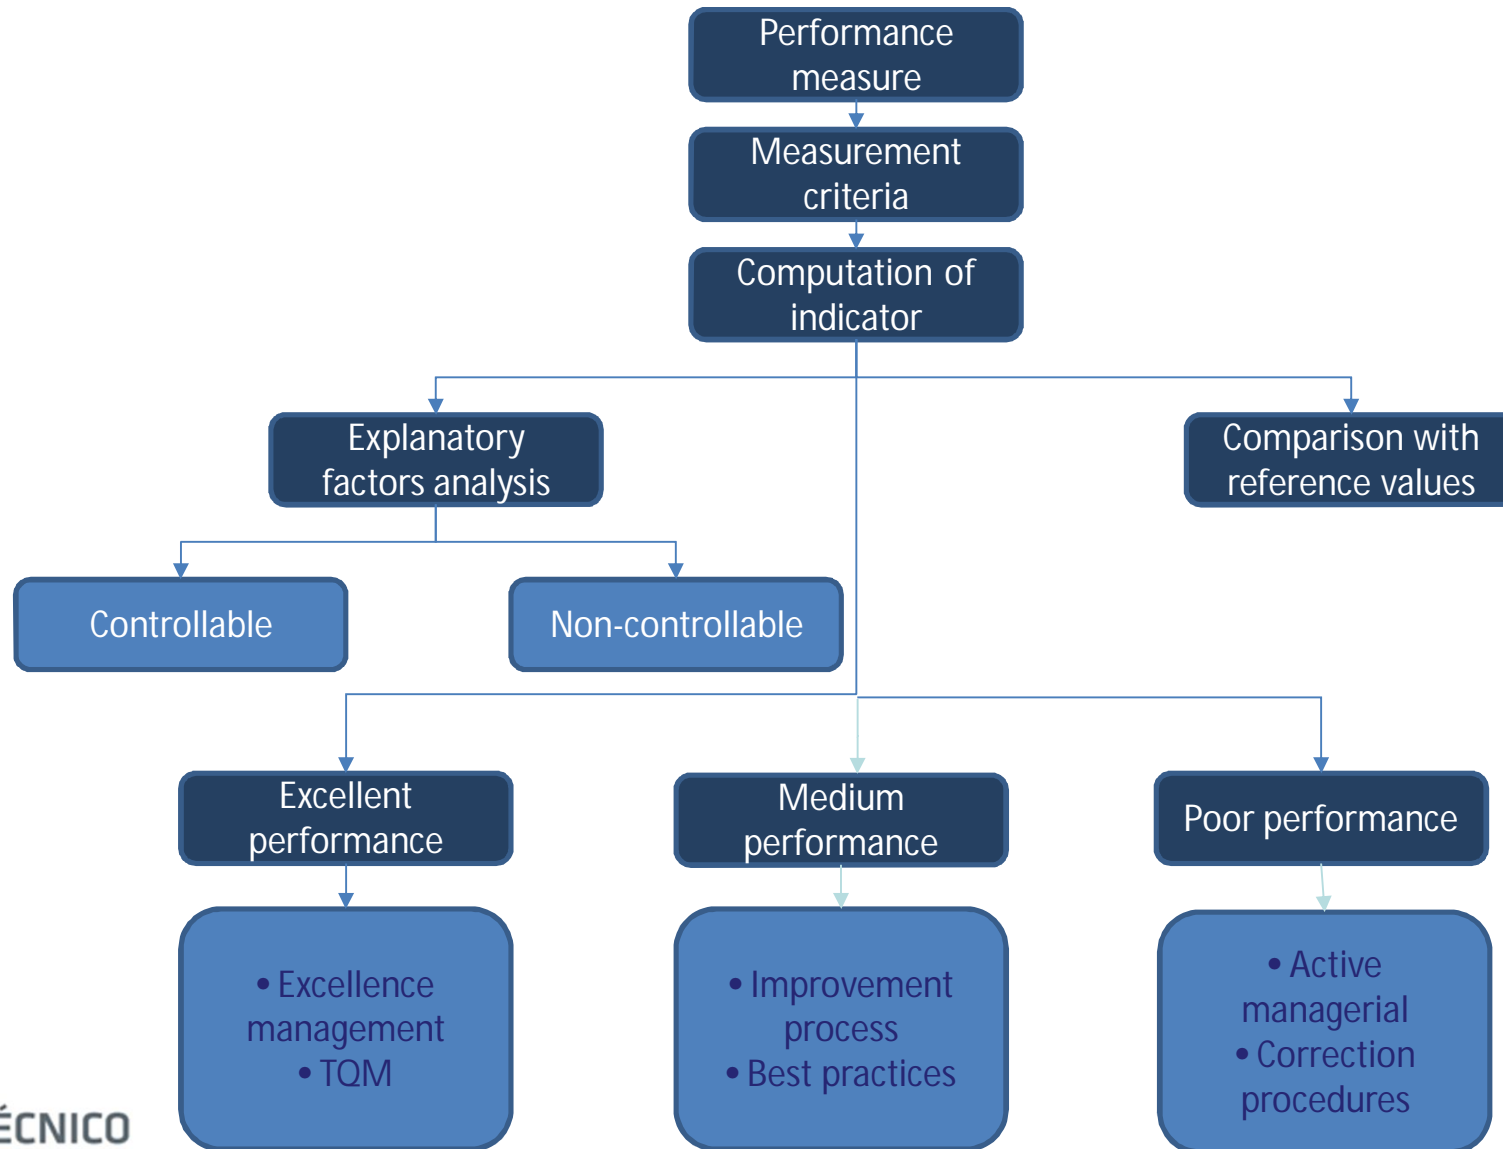 Performance
measure
Measurement
criteria
Computation of
indicator
Explanatory
factors analysis
Comparison with
reference values
Controllable
Non-controllable
Excellent
performance
Medium
performance
Poor performance
• Excellence
management
• TQM
• Improvement
process
• Best practices
• Active
managerial
• Correction
procedures
ÉCNICO